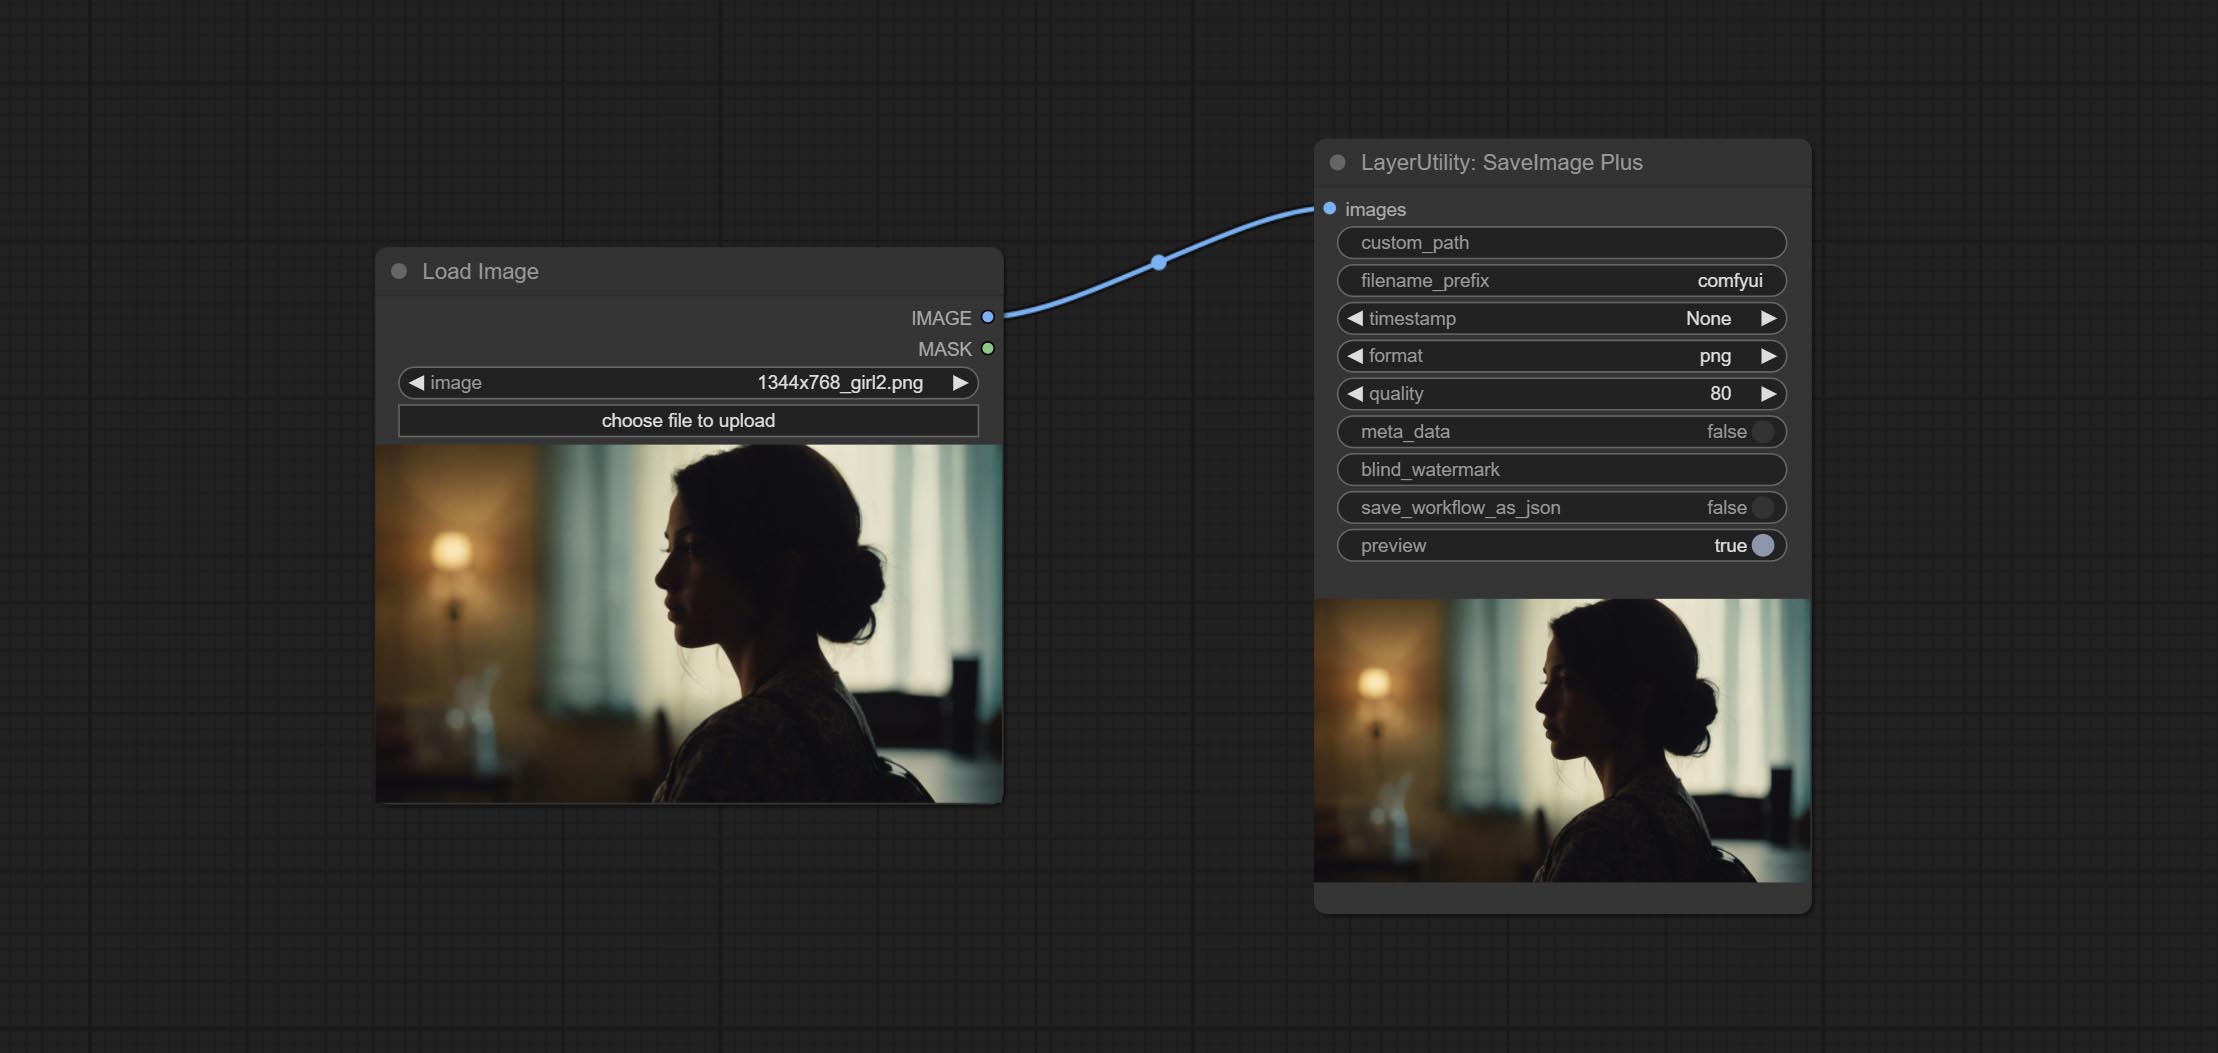 Load Image
IMAGE
MASK
image 1344x768_girl2.png
choose file to upload
LayerUtility: SaveImage Plus
images
custom_path
filename_prefix comfyui
timestamp None
format png
quality 80
meta_data false
blind_watermark
save_workflow_as_json false
preview true